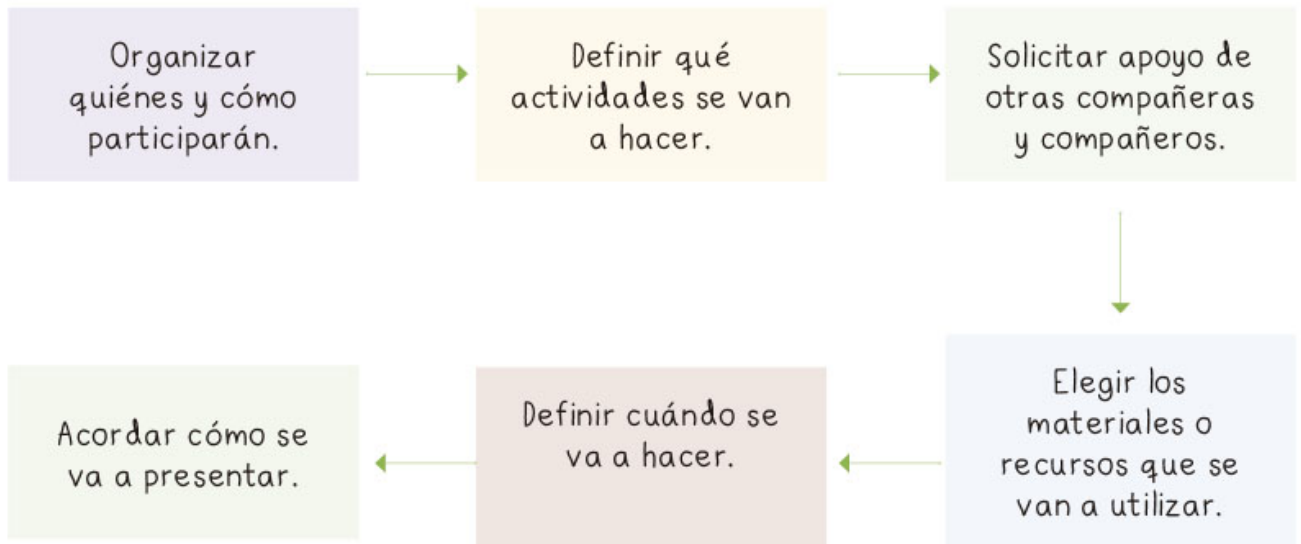 Organizar
quiénes y cómo
participarán.
Definir qué
actividades se van
a hacer.
Solicitar apoyo de
otras compañeras
y compañeros.
Elegir los
materiales o
recursos que se
van a utilizar.
Definir cuándo se
va a hacer.
Acordar cómo se
va a presentar.